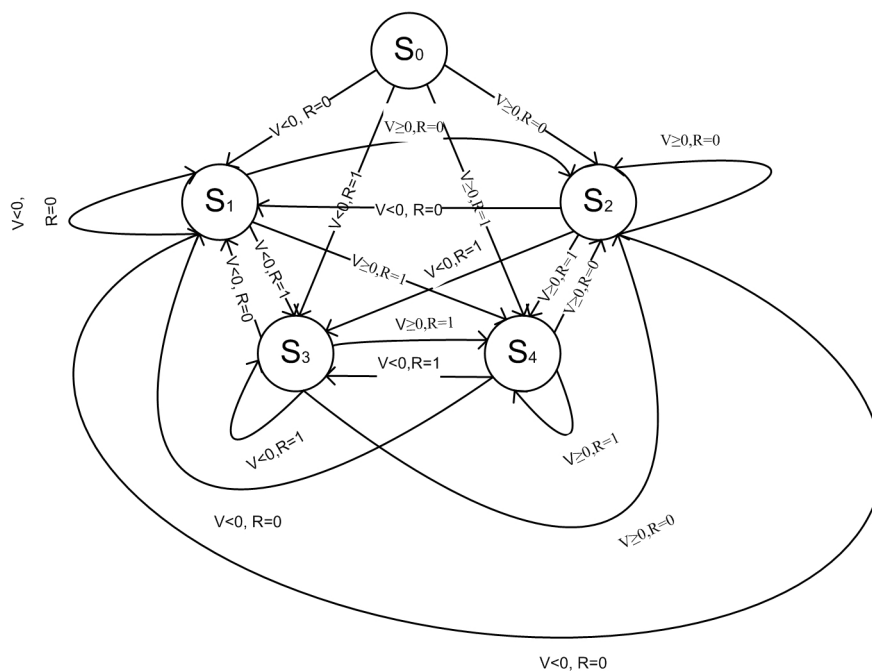 S0
V<0, R=0
V≥0,R=0
V≥0,R=0
V≥0,R=0
V<0,
R=0
S1
V<0,R=1
V≥0,R=1
S2
V<0, R=0
V<0,R=1
V≥0,R=1
V<0,R=1
V<0, R=0
V≥0,R=1
V≥0,R=0
S3
V≥0,R=1
S4
V<0,R=1
V<0,R=1
V≥0,R=1
V<0, R=0
V≥0,R=0
V<0, R=0